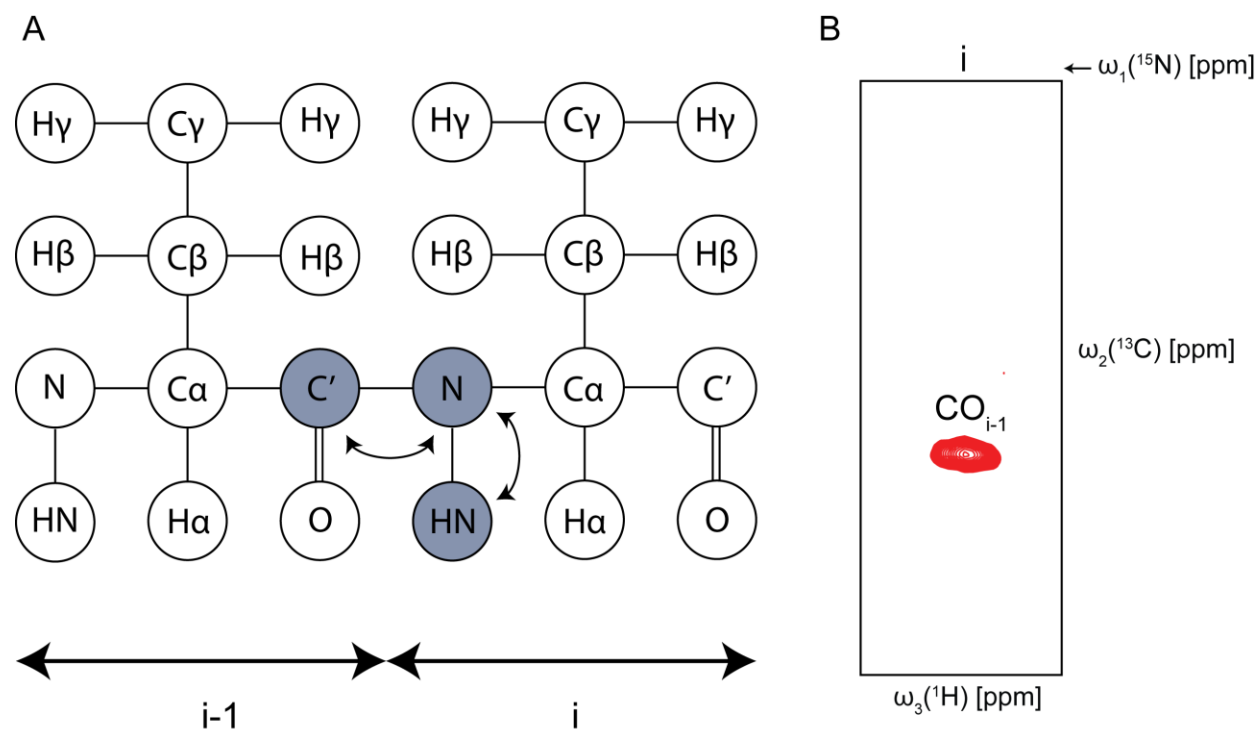 A
B
i
← ω₁(¹⁵N) [ppm]
Hγ Cγ Hγ Hγ Cγ Hγ
Hβ Cβ Hβ Hβ Cβ Hβ
ω₂(¹³C) [ppm]
N Cα C′ N Cα C′
COᵢ₋₁
HN Hα O HN Hα O
ω₃(¹H) [ppm]
i-1 i